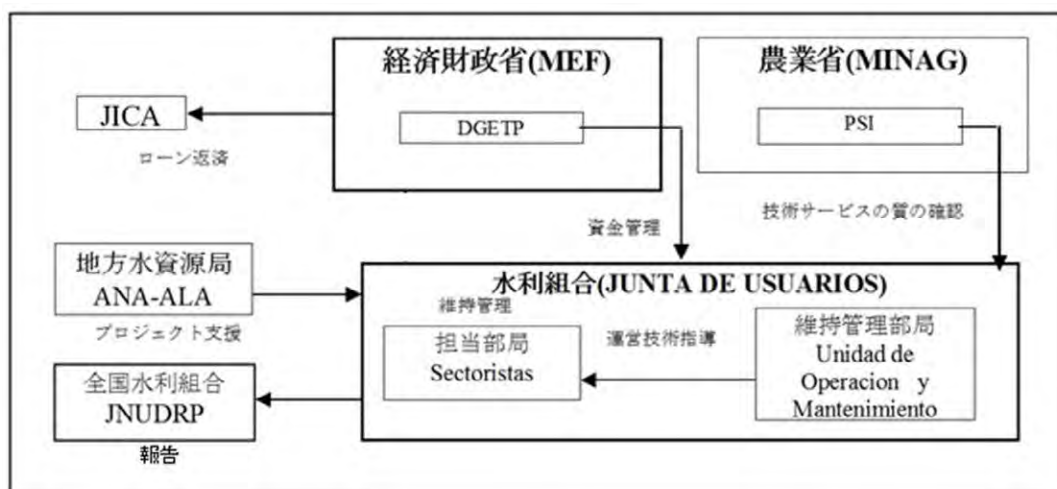 経済財政省(MEF)
農業省(MINAG)
JICA
DGETP
PSI
ローン返済
技術サービスの質の確認
資金管理
地方水資源局
ANA-ALA
プロジェクト支援
水利組合(JUNTA DE USUARIOS)
維持管理
担当部局
Sectoristas
運営技術指導
維持管理部局
Unidad de
Operacion y
Mantenimiento
全国水利組合
JNUDRP
報告